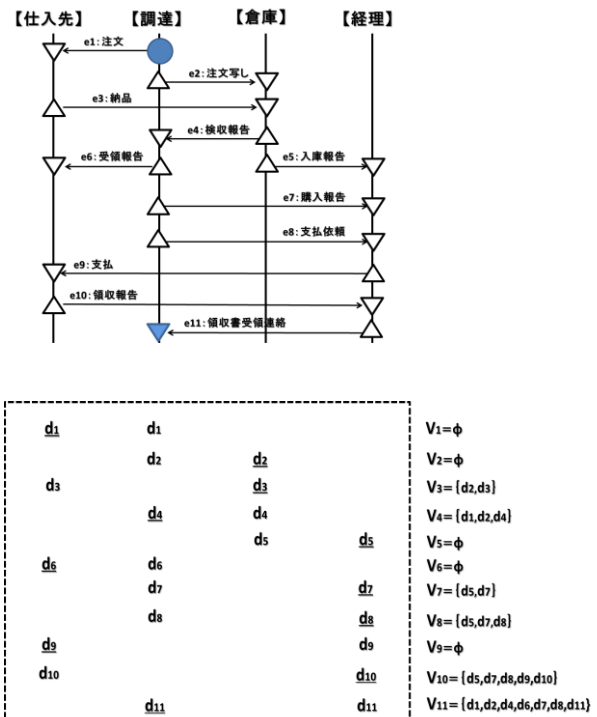 【仕入先】 【調達】 【倉庫】 【経理】
e1:注文
e2:注文写し
e3:納品
e4:検収報告
e5:入庫報告
e6:受領報告
e7:購入報告
e8:支払依頼
e9:支払
e10:領収報告
e11:領収書受領連絡
d1 d1 V1=ϕ
d2 d2 V2=ϕ
d3 d3 V3={d2,d3}
d4 d4 V4={d1,d2,d4}
d5 d5 V5=ϕ
d6 d6 V6=ϕ
d7 d7 V7={d5,d7}
d8 d8 V8={d5,d7,d8}
d9 d9 V9=ϕ
d10 d10 V10={d5,d7,d8,d9,d10}
d11 d11 V11={d1,d2,d4,d6,d7,d8,d11}